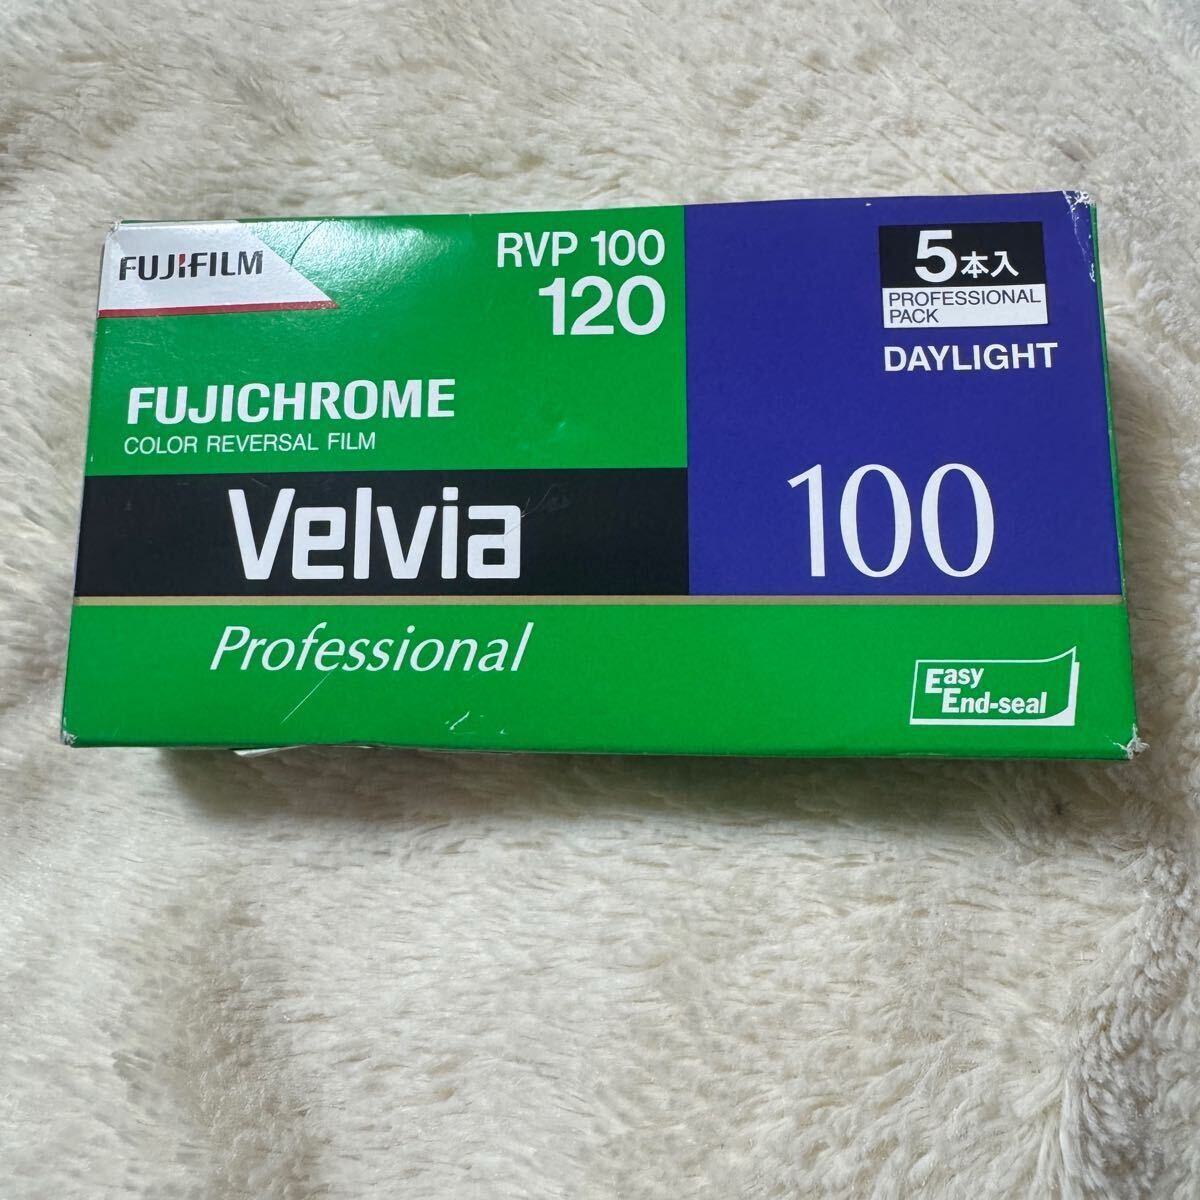 FUJIFILM
RVP 100
120
5本入
PROFESSIONAL
PACK
DAYLIGHT
FUJICHROME
COLOR REVERSAL FILM
Velvia
100
Professional
Easy
End-seal